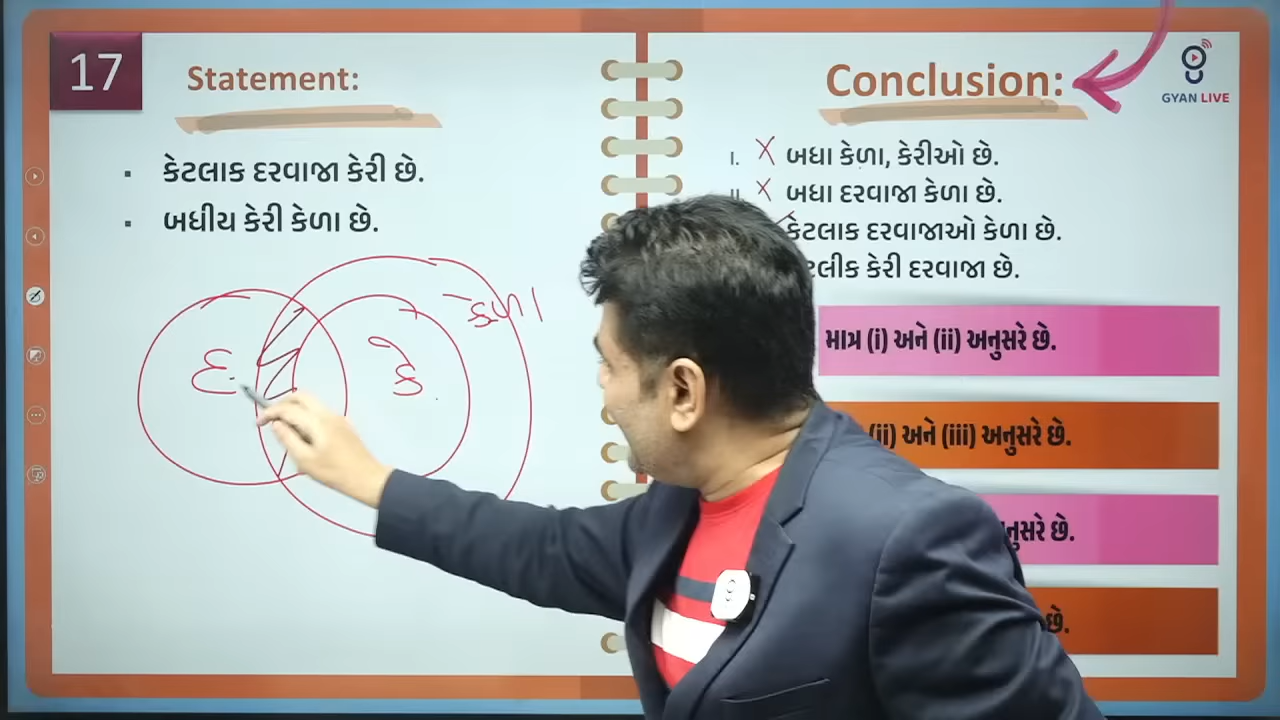 17
Statement:
કેટલાક દરવાજા કેરી છે.
બધીય કેરી કેળા છે.
દ.
કે
કેળા
Conclusion:
GYAN LIVE
I. બધા કેળા, કેરીઓ છે.
બધા દરવાજા કેળા છે.
કેટલાક દરવાજાઓ કેળા છે.
કેરી દરવાજા છે.
માત્ર (i) અને (ii) અનુસરે છે.
(ii) અને (iii) અનુસરે છે.
છે.